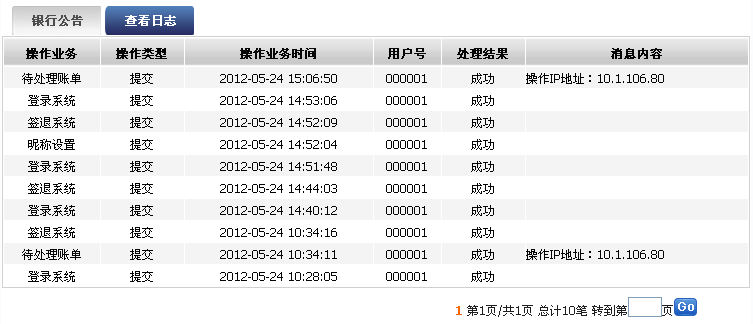 银行公告 查看日志
操作业务 操作类型 操作业务时间 用户号 处理结果 消息内容
待处理账单 提交 2012-05-24 15:06:50 000001 成功 操作IP地址：10.1.106.80
登录系统 提交 2012-05-24 14:53:06 000001 成功
签退系统 提交 2012-05-24 14:52:09 000001 成功
昵称设置 提交 2012-05-24 14:52:04 000001 成功
登录系统 提交 2012-05-24 14:51:48 000001 成功
签退系统 提交 2012-05-24 14:44:03 000001 成功
登录系统 提交 2012-05-24 14:40:12 000001 成功
签退系统 提交 2012-05-24 10:34:16 000001 成功
待处理账单 提交 2012-05-24 10:34:11 000001 成功 操作IP地址：10.1.106.80
登录系统 提交 2012-05-24 10:28:05 000001 成功
1 第1页/共1页 总计10笔 转到第 页 Go